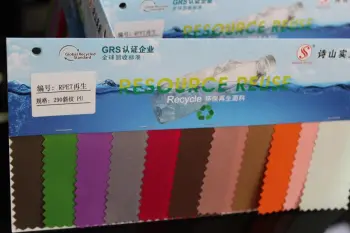 Global Recycled
Standard
GRS认证企业
全球回收标准
诗山实
编号: RPET再生
规格:
RESOURCE REUSE
Recycle 环保再生面料